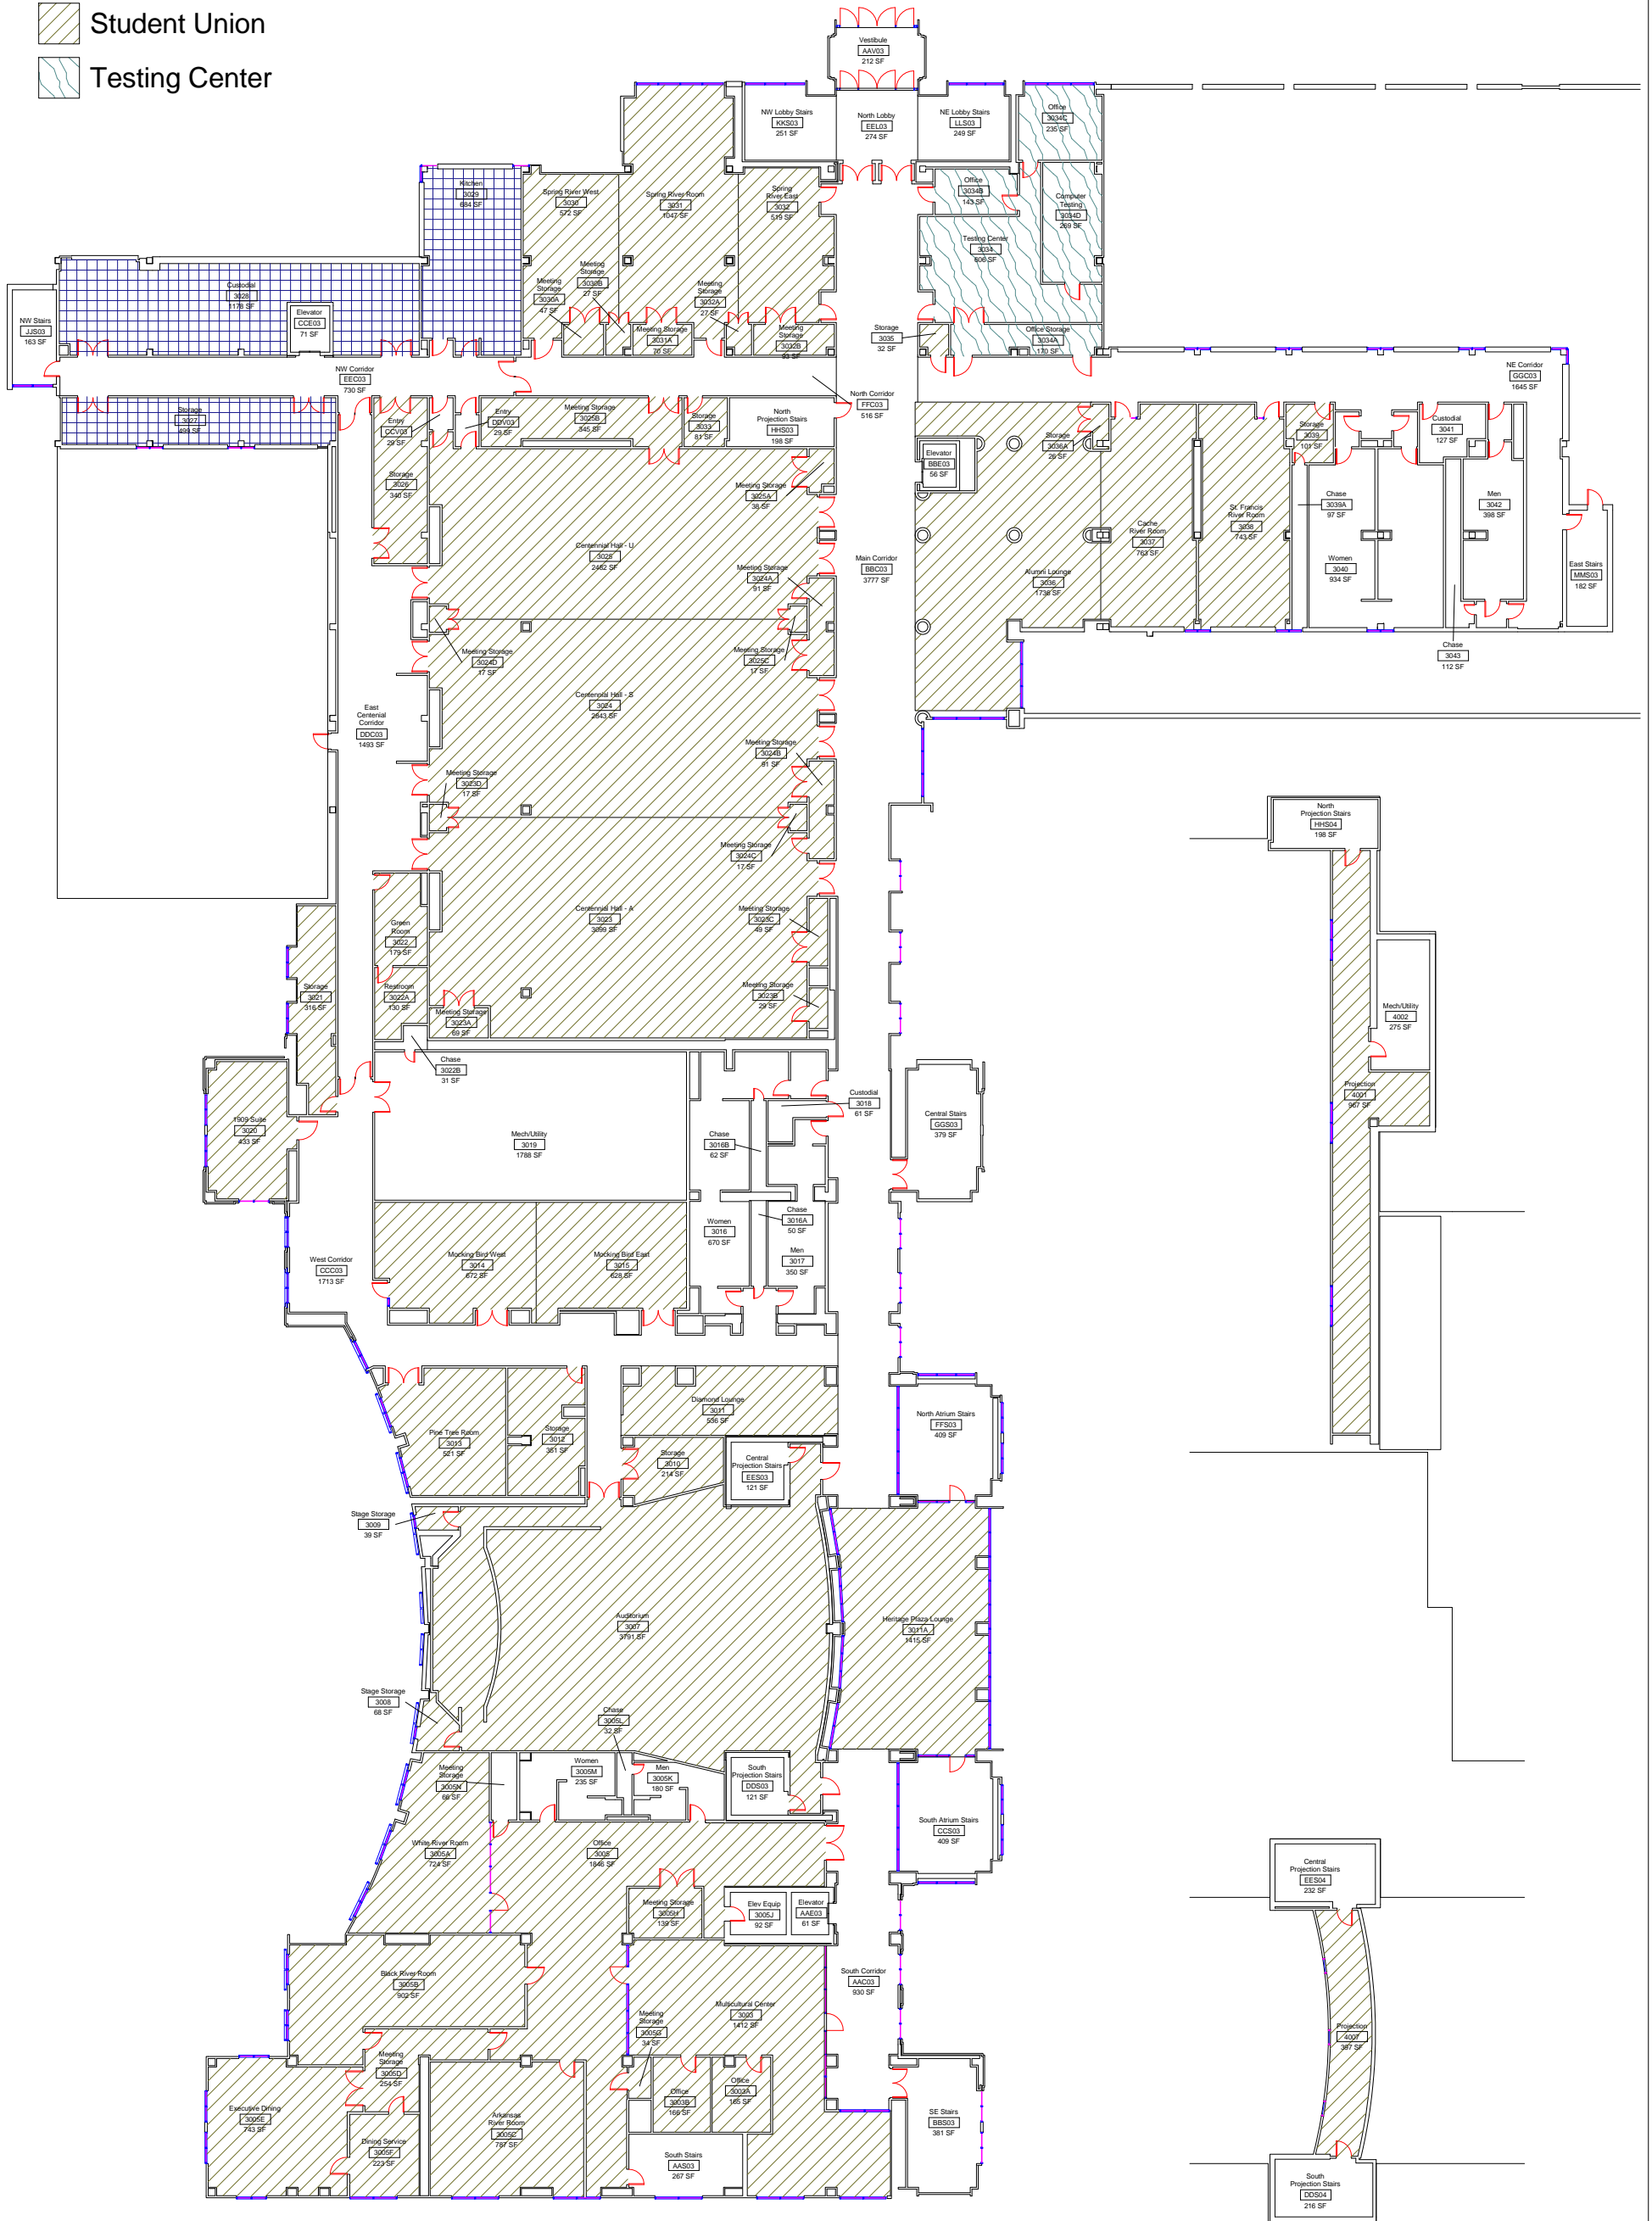 Student Union
Testing Center
Vestibule
AAV03
212 SF
NW Lobby Stairs
KKS03
251 SF
North Lobby
EEL03
274 SF
NE Lobby Stairs
LLS03
249 SF
Office
3034C
235 SF
Kitchen
3029
684 SF
Spring River West
3030
572 SF
Spring River Room
3031
1047 SF
Spring
River East
3032
519 SF
Office
3034B
143 SF
Computer
Testing
3034D
269 SF
Testing Center
3034
606 SF
Custodial
3028
1178 SF
Elevator
CCE03
71 SF
NW Stairs
JJS03
163 SF
Meeting
Storage
3030A
47 SF
Meeting
Storage
3030B
27 SF
Meeting Storage
3031A
70 SF
Meeting
Storage
3032A
27 SF
Meeting
Storage
3032B
93 SF
Storage
3035
32 SF
Office Storage
3034A
170 SF
NW Corridor
EEC03
730 SF
North Corridor
FFC03
516 SF
NE Corridor
GGC03
1645 SF
Storage
3027
499 SF
Entry
CCV03
29 SF
Entry
DDV03
29 SF
Meeting Storage
3025B
345 SF
Storage
3033
81 SF
North
Projection Stairs
HHS03
198 SF
Storage
3026
340 SF
Elevator
BBE03
56 SF
Storage
3036A
26 SF
Storage
3039
101 SF
Custodial
3041
127 SF
Chase
3039A
97 SF
Men
3042
398 SF
Meeting Storage
3025A
38 SF
Centennial Hall - U
3025
2482 SF
Meeting Storage
3024A
91 SF
Main Corridor
BBC03
3777 SF
Alumni Lounge
3036
1736 SF
Cache
River Room
3037
763 SF
St. Francis
River Room
3038
743 SF
Women
3040
934 SF
East Stairs
MMS03
182 SF
Chase
3043
112 SF
Meeting Storage
3024D
17 SF
Meeting Storage
3025C
17 SF
East
Centenial
Corridor
DDC03
1493 SF
Centennial Hall - S
3024
2843 SF
Meeting Storage
3024B
91 SF
Meeting Storage
3023D
17 SF
Meeting Storage
3024C
17 SF
Green
Room
3022
179 SF
Centennial Hall - A
3023
3099 SF
Meeting Storage
3023C
49 SF
Storage
3021
316 SF
Restroom
3022A
130 SF
Meeting Storage
3023A
69 SF
Meeting Storage
3023B
29 SF
Chase
3022B
31 SF
North
Projection Stairs
HHS04
198 SF
Mech/Utility
4002
275 SF
Projection
4001
967 SF
1909 Suite
3020
433 SF
Mech/Utility
3019
1788 SF
Custodial
3018
61 SF
Chase
3016B
62 SF
Central Stairs
GGS03
379 SF
Women
3016
670 SF
Chase
3016A
50 SF
Men
3017
350 SF
West Corridor
CCC03
1713 SF
Mocking Bird West
3014
672 SF
Mocking Bird East
3015
628 SF
Pine Tree Room
3013
521 SF
Storage
3012
361 SF
Diamond Lounge
3011
536 SF
North Atrium Stairs
FFS03
409 SF
Storage
3010
214 SF
Central
Projection Stairs
EES03
121 SF
Stage Storage
3009
39 SF
Auditorium
3007
3791 SF
Heritage Plaza Lounge
3011A
1415 SF
Stage Storage
3008
68 SF
Chase
3005L
32 SF
Meeting
Storage
3005N
66 SF
Women
3005M
235 SF
Men
3005K
180 SF
South
Projection Stairs
DDS03
121 SF
South Atrium Stairs
CCS03
409 SF
White River Room
3005A
724 SF
Office
3005
1846 SF
Meeting Storage
3005H
139 SF
Elev Equip
3005J
92 SF
Elevator
AAE03
61 SF
Central
Projection Stairs
EES04
232 SF
Black River Room
3005B
902 SF
South Corridor
AAC03
930 SF
Multicultural Center
3003
1412 SF
Meeting
Storage
3005G
34 SF
Projection
4007
397 SF
Meeting
Storage
3005D
254 SF
Executive Dining
3005E
743 SF
Dining Service
3005F
223 SF
Arkansas
River Room
3005C
787 SF
Office
3003B
166 SF
Office
3003A
165 SF
South Stairs
AAS03
267 SF
SE Stairs
BBS03
381 SF
South
Projection Stairs
DDS04
216 SF